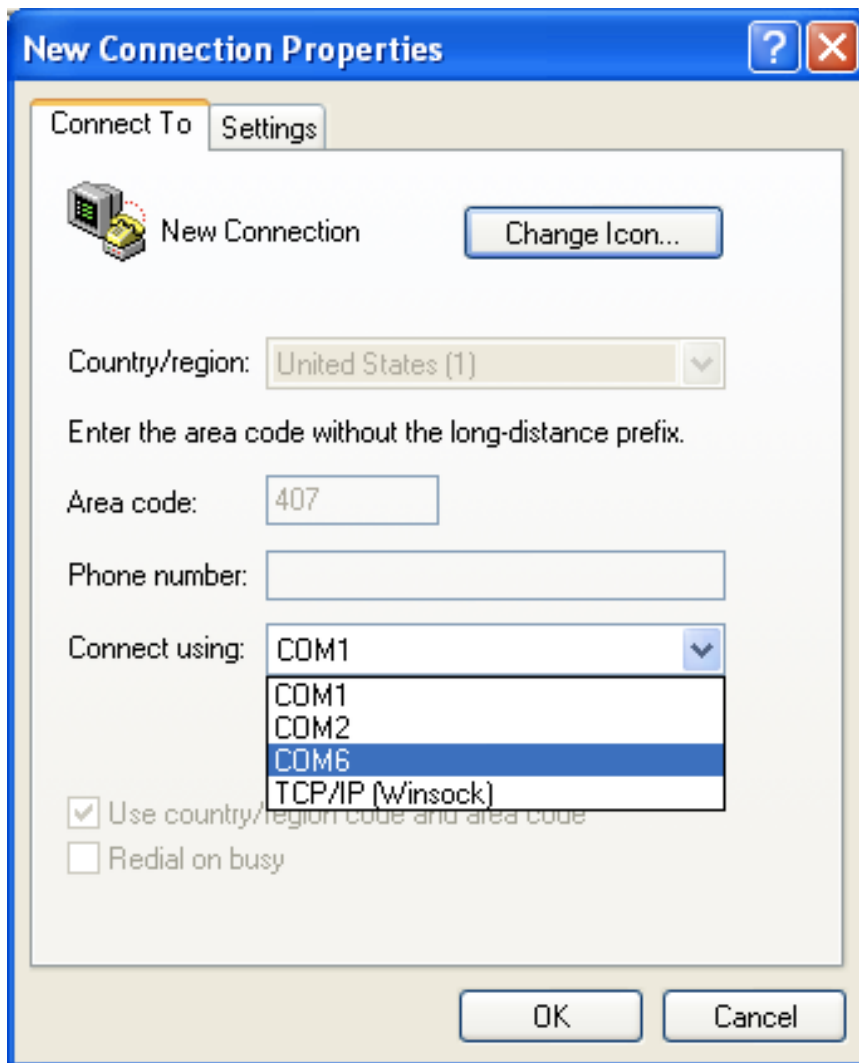 New Connection Properties
?
Connect To
Settings
New Connection
Change Icon...
Country/region:
United States (1)
Enter the area code without the long-distance prefix.
Area code:
407
Phone number:
Connect using:
COM1
COM1
COM2
COM6
TCP/IP (Winsock)
Use country/region code and area code
Redial on busy
OK
Cancel